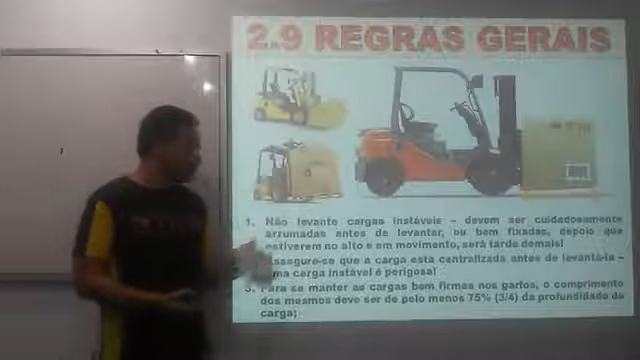 2.9 REGRAS GERAIS
1. Não levante cargas instáveis – devem ser cuidadosamente
arrumadas antes de levantar, ou bem fixadas, depois que
estiverem no alto e em movimento, será tarde demais!
Assegure-se que a carga esta centralizada antes de levantá-la –
uma carga instável é perigosa!
3. Para se manter as cargas bem firmes nos garfos, o comprimento
dos mesmos deve ser de pelo menos 75% (3/4) da profundidade da
carga;